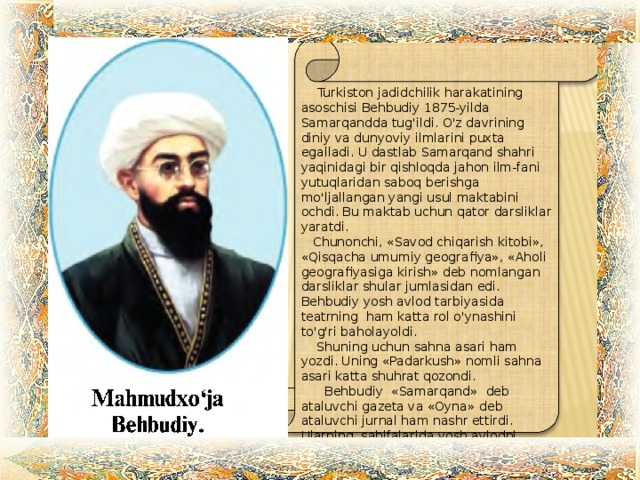 Turkiston jadidchilik harakatining
asoschisi Behbudiy 1875-yilda
Samarqandda tug'ildi. O'z davrining
diniy va dunyoviy ilmlarini puxta
egalladi. U dastlab Samarqand shahri
yaqinidagi bir qishloqda jahon ilm-fani
yutuqlaridan saboq berishga
mo'ljallangan yangi usul maktabini
ochdi. Bu maktab uchun qator darsliklar
yaratdi.
Chunonchi, «Savod chiqarish kitobi»,
«Qisqacha umumiy geografiya», «Aholi
geografiyasiga kirish» deb nomlangan
darsliklar shular jumlasidan edi.
Behbudiy yosh avlod tarbiyasida
teatrning ham katta rol o'ynashini
to'g'ri baholayoldi.
Shuning uchun sahna asari ham
yozdi. Uning «Padarkush» nomli sahna
asari katta shuhrat qozondi.
Behbudiy «Samarqand» deb
ataluvchi gazeta va «Oyna» deb
ataluvchi jurnal ham nashr ettirdi.
Ularning sahifalarida yosh avlodni
Mahmudxo‘ja
Behbudiy.